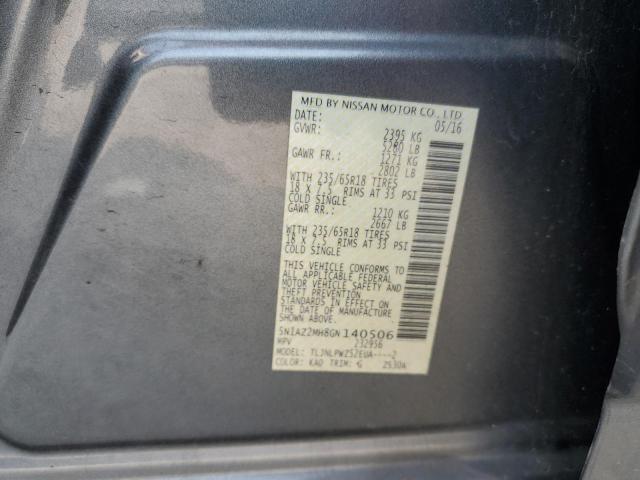 MFD BY NISSAN MOTOR CO., LTD.
DATE: 05/16
GVWR: 2395 KG
5280 LB
GAWR FR.: 1271 KG
2802 LB
WITH 235/65R18 TIRES
18 X 7.5 RIMS AT 33 PSI
COLD SINGLE
GAWR RR.: 1210 KG
2667 LB
WITH 235/65R18 TIRES
18 X 7.5 RIMS AT 33 PSI
COLD SINGLE
THIS VEHICLE CONFORMS TO
ALL APPLICABLE FEDERAL
MOTOR VEHICLE SAFETY AND
THEFT PREVENTION
STANDARDS IN EFFECT ON
THE DATE OF MANUFACTURE
SHOWN ABOVE
5N1AZ2MH8GN140506
MPV 232956
MODEL: TLJNLPWZ52EUA----2
COLOR: KAD TRIM: G 2530A